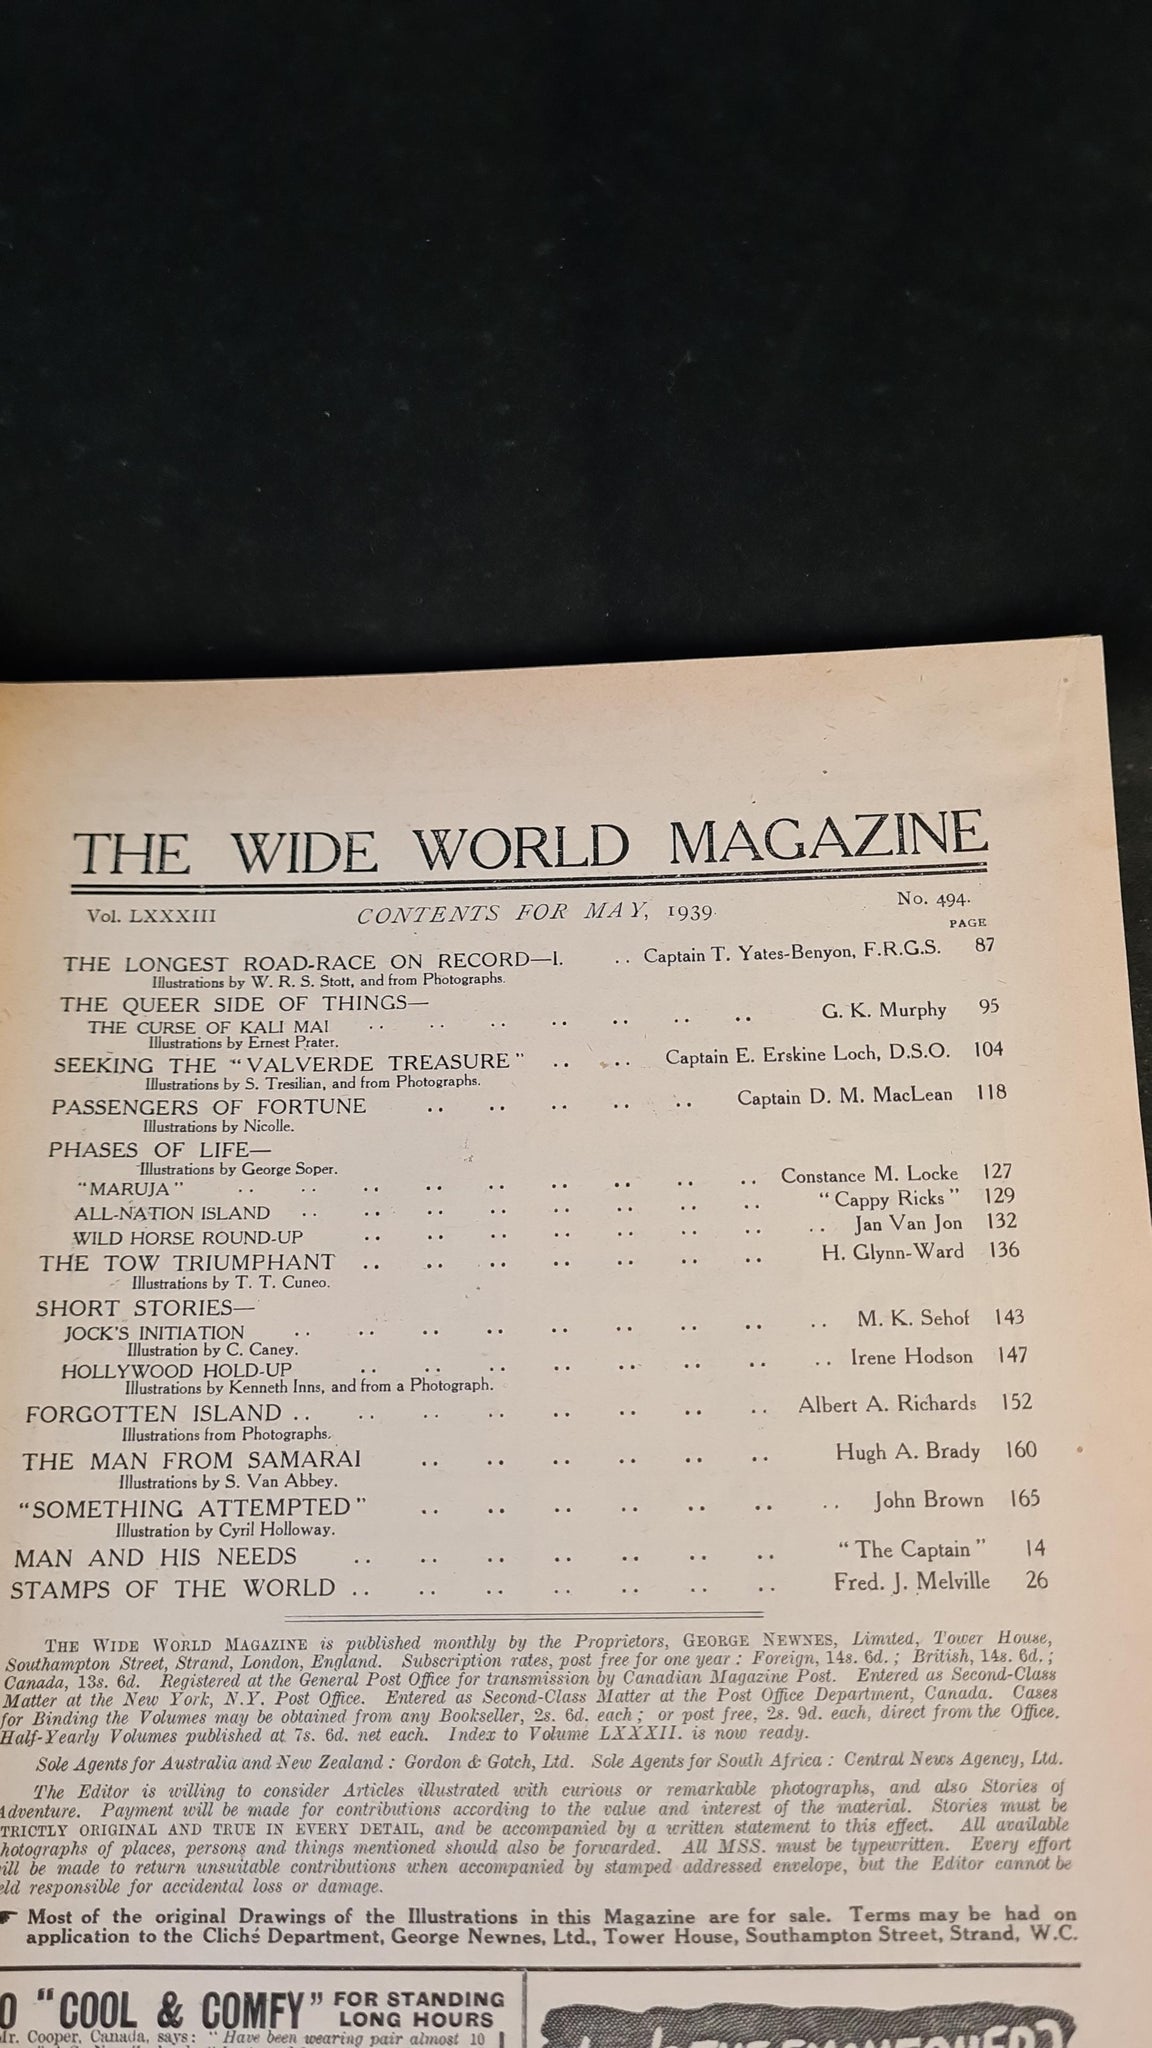 THE WIDE WORLD MAGAZINE
Vol. LXXXIII CONTENTS FOR MAY, 1939. No. 494.
PAGE
THE LONGEST ROAD-RACE ON RECORD—I. .. Captain T. Yates-Benyon, F.R.G.S. 87
Illustrations by W. R. S. Stott, and from Photographs.
THE QUEER SIDE OF THINGS—
THE CURSE OF KALI MAI .. .. .. .. .. .. .. G. K. Murphy 95
Illustrations by Ernest Prater.
SEEKING THE "VALVERDE TREASURE" .. .. Captain E. Erskine Loch, D.S.O. 104
Illustrations by S. Tresilian, and from Photographs.
PASSENGERS OF FORTUNE .. .. .. .. .. Captain D. M. MacLean 118
Illustrations by Nicolle.
PHASES OF LIFE—
Illustrations by George Soper.
"MARUJA" .. .. .. .. .. .. .. .. .. Constance M. Locke 127
ALL-NATION ISLAND .. .. .. .. .. .. .. .. "Cappy Ricks" 129
WILD HORSE ROUND-UP .. .. .. .. .. .. .. .. Jan Van Jon 132
THE TOW TRIUMPHANT .. .. .. .. .. .. .. H. Glynn-Ward 136
Illustrations by T. T. Cuneo.
SHORT STORIES—
JOCK'S INITIATION .. .. .. .. .. .. .. .. .. M. K. Sehof 143
Illustration by C. Caney.
HOLLYWOOD HOLD-UP .. .. .. .. .. .. .. .. Irene Hodson 147
Illustrations by Kenneth Inns, and from a Photograph.
FORGOTTEN ISLAND .. .. .. .. .. .. .. .. Albert A. Richards 152
Illustrations from Photographs.
THE MAN FROM SAMARAI .. .. .. .. .. .. Hugh A. Brady 160
Illustrations by S. Van Abbey.
"SOMETHING ATTEMPTED" .. .. .. .. .. .. .. John Brown 165
Illustration by Cyril Holloway.
MAN AND HIS NEEDS .. .. .. .. .. .. .. "The Captain" 14
STAMPS OF THE WORLD .. .. .. .. .. .. .. Fred. J. Melville 26
THE WIDE WORLD MAGAZINE is published monthly by the Proprietors, GEORGE NEWNES, Limited, Tower House,
Southampton Street, Strand, London, England. Subscription rates, post free for one year : Foreign, 14s. 6d. ; British, 14s. 6d. ;
Canada, 13s. 6d. Registered at the General Post Office for transmission by Canadian Magazine Post. Entered as Second-Class
Matter at the New York, N.Y. Post Office. Entered as Second-Class Matter at the Post Office Department, Canada. Cases
for Binding the Volumes may be obtained from any Bookseller, 2s. 6d. each ; or post free, 2s. 9d. each, direct from the Office.
Half-Yearly Volumes published at 7s. 6d. net each. Index to Volume LXXXII. is now ready.
Sole Agents for Australia and New Zealand : Gordon & Gotch, Ltd. Sole Agents for South Africa : Central News Agency, Ltd.
The Editor is willing to consider Articles illustrated with curious or remarkable photographs, and also Stories of
Adventure. Payment will be made for contributions according to the value and interest of the material. Stories must be
TRICTLY ORIGINAL AND TRUE IN EVERY DETAIL, and be accompanied by a written statement to this effect. All available
hotographs of places, persons and things mentioned should also be forwarded. All MSS. must be typewritten. Every effort
ill be made to return unsuitable contributions when accompanied by stamped addressed envelope, but the Editor cannot be
eld responsible for accidental loss or damage.
Most of the original Drawings of the Illustrations in this Magazine are for sale. Terms may be had on
application to the Cliché Department, George Newnes, Ltd., Tower House, Southampton Street, Strand, W.C.
"COOL & COMFY" FOR STANDING
LONG HOURS
Mr. Cooper, Canada, says : "Have been wearing pair almost 10